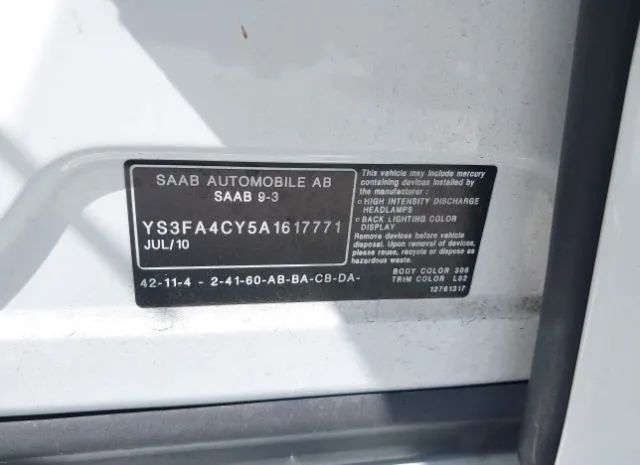 SAAB AUTOMOBILE AB
SAAB 9-3
YS3FA4CY5A1617771
JUL/10
42-11-4 - 2-41-60-AB-BA-CB-DA-
This vehicle may include mercury
containing devices installed by
the manufacturer :
○ HIGH INTENSITY DISCHARGE
HEADLAMPS
○ BACK LIGHTING COLOR
DISPLAY
Remove devices before vehicle
disposal. Upon removal of devices,
please reuse, recycle or dispose as
hazardous waste.
BODY COLOR 306
TRIM COLOR L02
12761317